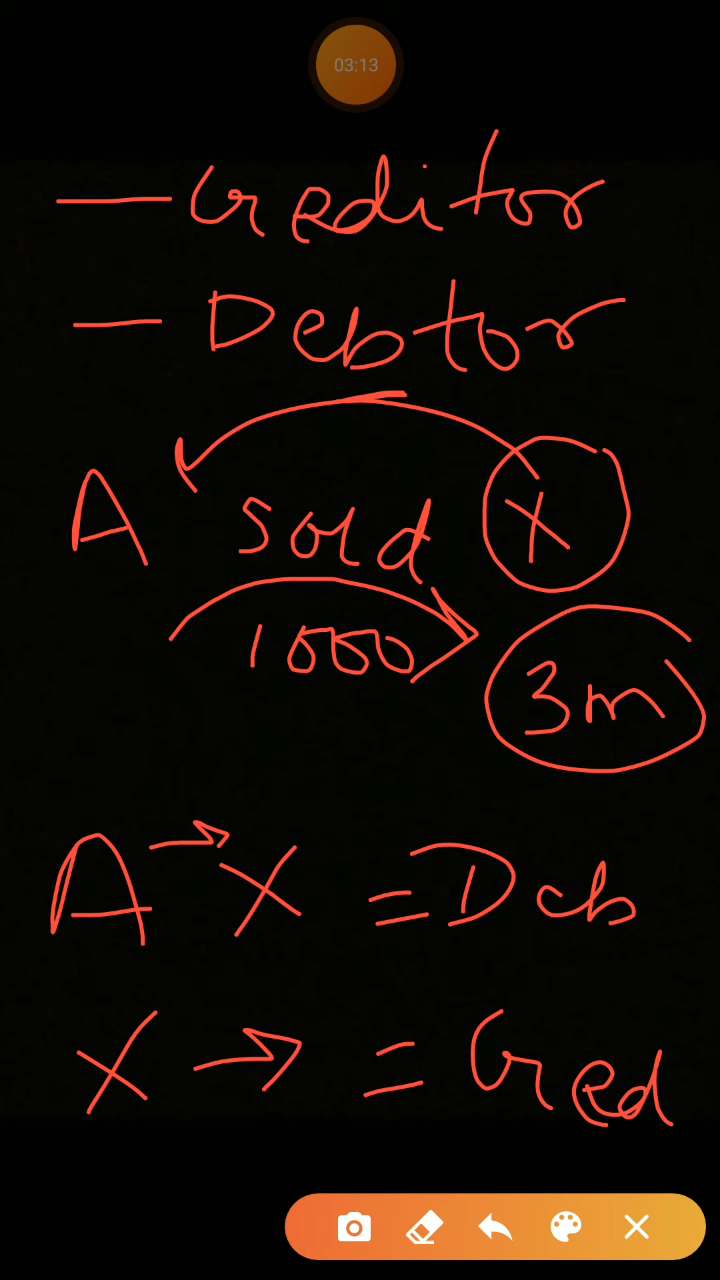 03:13
— Creditor
— Debtor
A sold X
1000 3m
A → X = Deb
X → = Cred